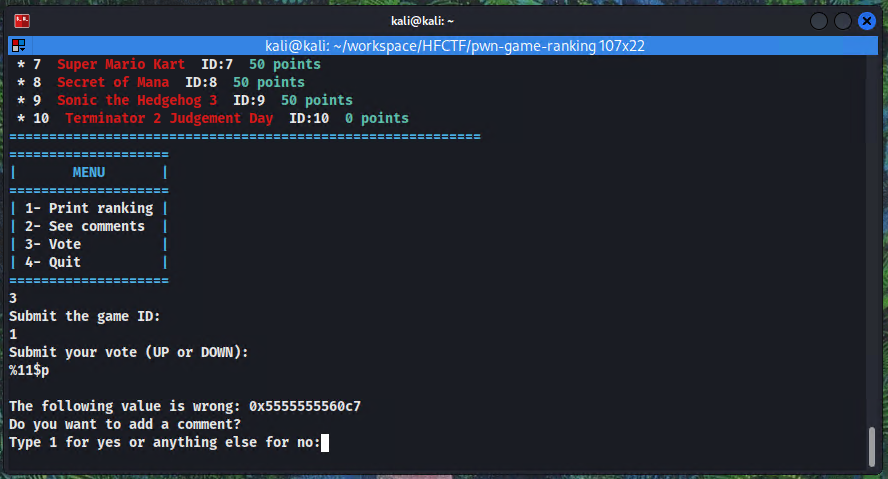 kali@kali: ~
kali@kali: ~/workspace/HFCTF/pwn-game-ranking 107x22
* 7  Super Mario Kart  ID:7  50 points
* 8  Secret of Mana  ID:8  50 points
* 9  Sonic the Hedgehog 3  ID:9  50 points
* 10  Terminator 2 Judgement Day  ID:10  0 points
===========================================================
====================
|       MENU       |
====================
| 1- Print ranking |
| 2- See comments  |
| 3- Vote          |
| 4- Quit          |
====================
3
Submit the game ID:
1
Submit your vote (UP or DOWN):
%11$p
The following value is wrong: 0x5555555560c7
Do you want to add a comment?
Type 1 for yes or anything else for no: